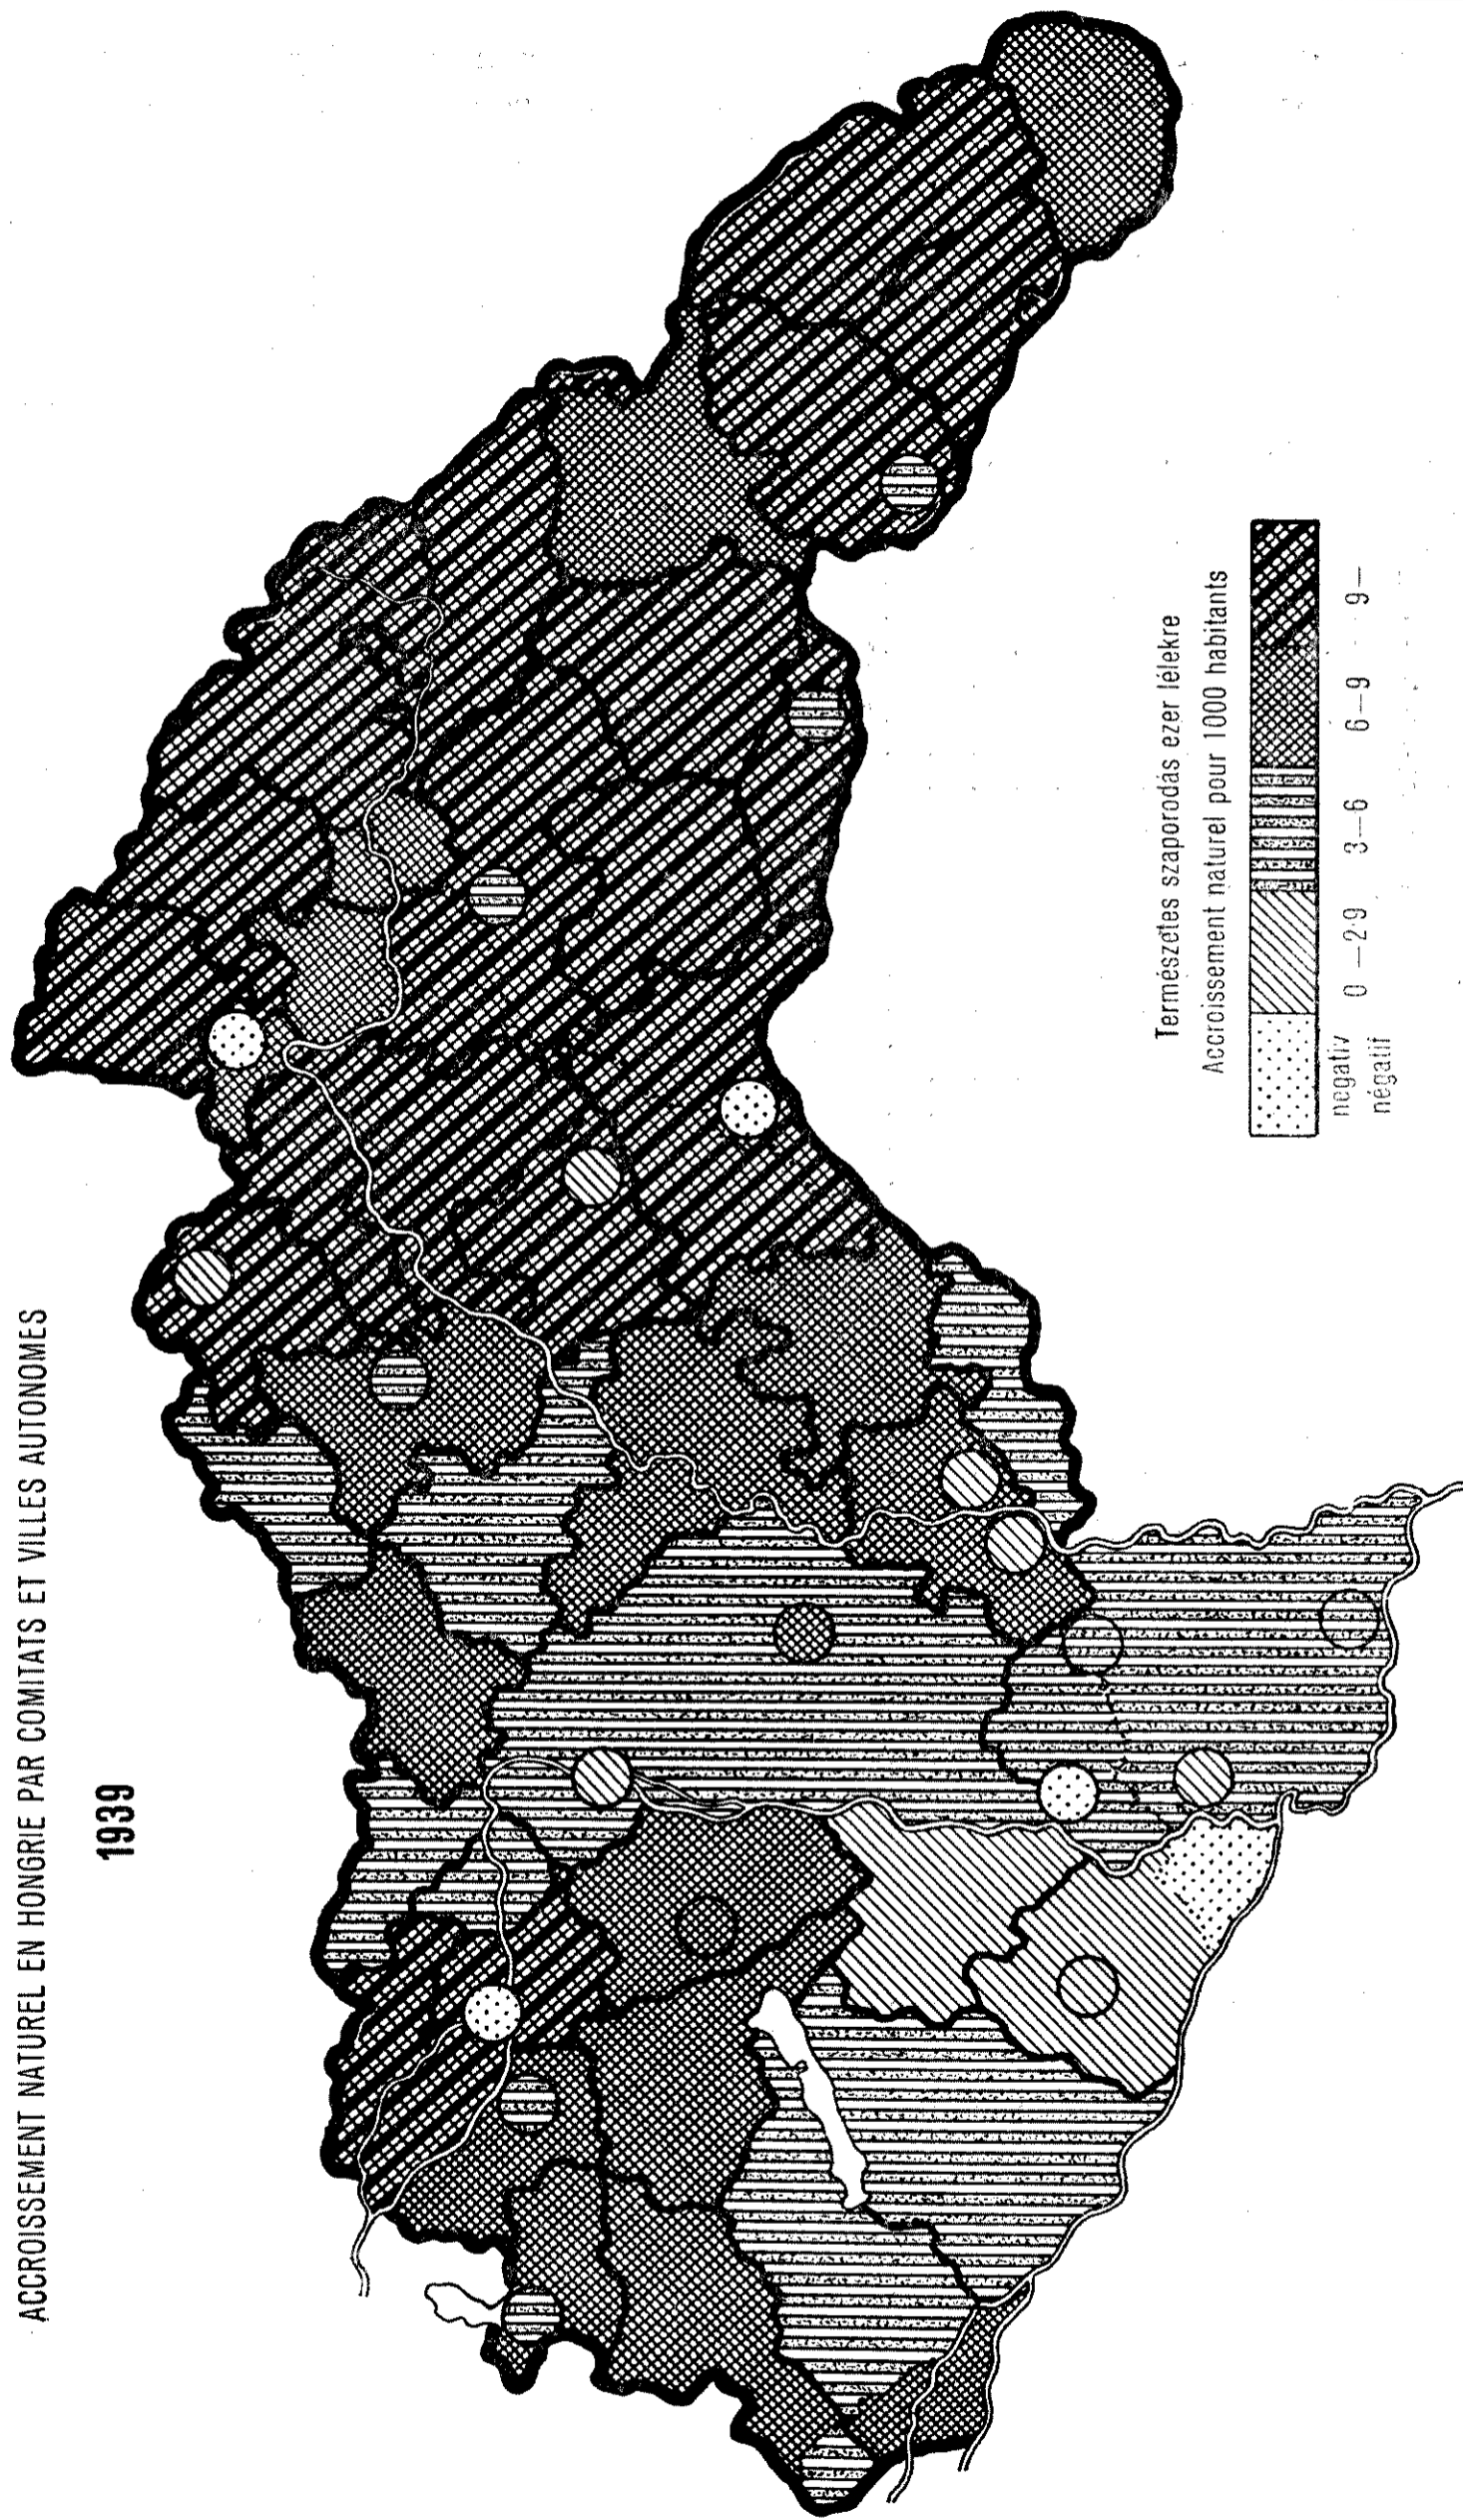 ACCROISSEMENT NATUREL EN HONGRIE PAR COMITATS ET VILLES AUTONOMES
1939
Természetes szaporodás ezer lélekre
Accroissement naturel pour 1000 habitants
negativ 0—2·9 3—6 6—9 9—
négatif